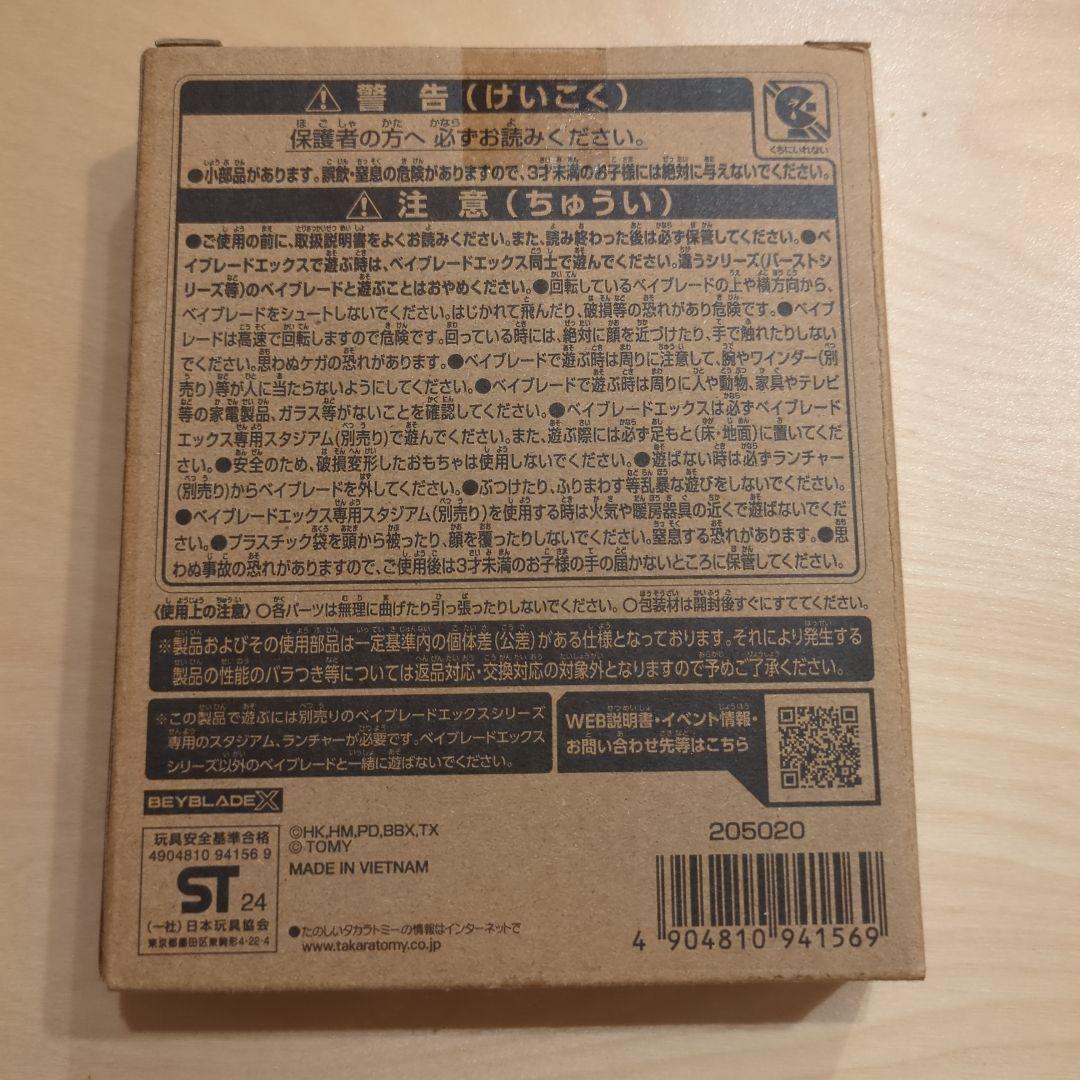 ⚠警 告(けいこく)
保護者の方へ 必ずお読みください。
くちにいれない
●小部品があります。誤飲・窒息の危険がありますので、3才未満のお子様には絶対に与えないでください。
⚠注 意(ちゅうい)
●ご使用の前に、取扱説明書をよくお読みください。また、読み終わった後は必ず保管してください。●ベ
イブレードエックスで遊ぶ時は、ベイブレードエックス同士で遊んでください。違うシリーズ(バーストシ
リーズ等)のベイブレードと遊ぶことはおやめください。●回転しているベイブレードの上や横方向から、
ベイブレードをシュートしないでください。はじかれて飛んだり、破損等の恐れがあり危険です。●ベイブ
レードは高速で回転しますので危険です。回っている時には、絶対に顔を近づけたり、手で触れたりしない
でください。思わぬケガの恐れがあります。●ベイブレードで遊ぶ時は周りに注意して、腕やワインダー(別
売り)等が人に当たらないようにしてください。●ベイブレードで遊ぶ時は周りに人や動物、家具やテレビ
等の家電製品、ガラス等がないことを確認してください。●ベイブレードエックスは必ずベイブレード
エックス専用スタジアム(別売り)で遊んでください。また、遊ぶ際には必ず足もと(床・地面)に置いてくだ
さい。●安全のため、破損変形したおもちゃは使用しないでください。●遊ばない時は必ずランチャー
(別売り)からベイブレードを外してください。●ぶつけたり、ふりまわす等乱暴な遊びをしないでください。
●ベイブレードエックス専用スタジアム(別売り)を使用する時は火気や暖房器具の近くで遊ばないでくだ
さい。●プラスチック袋を頭から被ったり、顔を覆ったりしないでください。窒息する恐れがあります。●思
わぬ事故の恐れがありますので、ご使用後は3才未満のお子様の手の届かないところに保管してください。
〈使用上の注意〉○各パーツは無理に曲げたり引っ張ったりしないでください。○包装材は開封後すぐにすててください。
※製品およびその使用部品は一定基準内の個体差(公差)がある仕様となっております。それにより発生する
製品の性能のバラつき等については返品対応・交換対応の対象外となりますので予めご了承ください。
※この製品で遊ぶには別売りのベイブレードエックスシリーズ
専用のスタジアム、ランチャーが必要です。ベイブレードエックス
シリーズ以外のベイブレードと一緒に遊ばないでください。
WEB説明書・イベント情報・
お問い合わせ先等はこちら
BEYBLADE X
玩具安全基準合格
4904810 94156 9
ST 24
(一社)日本玩具協会
東京都墨田区東駒形4-22-4
©HK,HM,PD,BBX,TX
© TOMY
MADE IN VIETNAM
●たのしいタカラトミーの情報はインターネットで
www.takaratomy.co.jp
205020
4 904810 941569